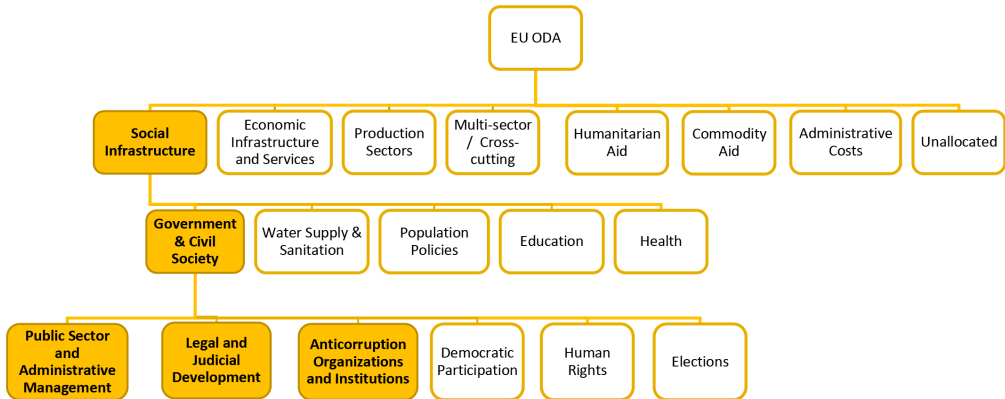 EU ODA
Social
Infrastructure
Economic
Infrastructure
and Services
Production
Sectors
Multi-sector
/ Cross-
cutting
Humanitarian
Aid
Commodity
Aid
Administrative
Costs
Unallocated
Government
& Civil
Society
Water Supply &
Sanitation
Population
Policies
Education
Health
Public Sector
and
Administrative
Management
Legal and
Judicial
Development
Anticorruption
Organizations
and Institutions
Democratic
Participation
Human
Rights
Elections